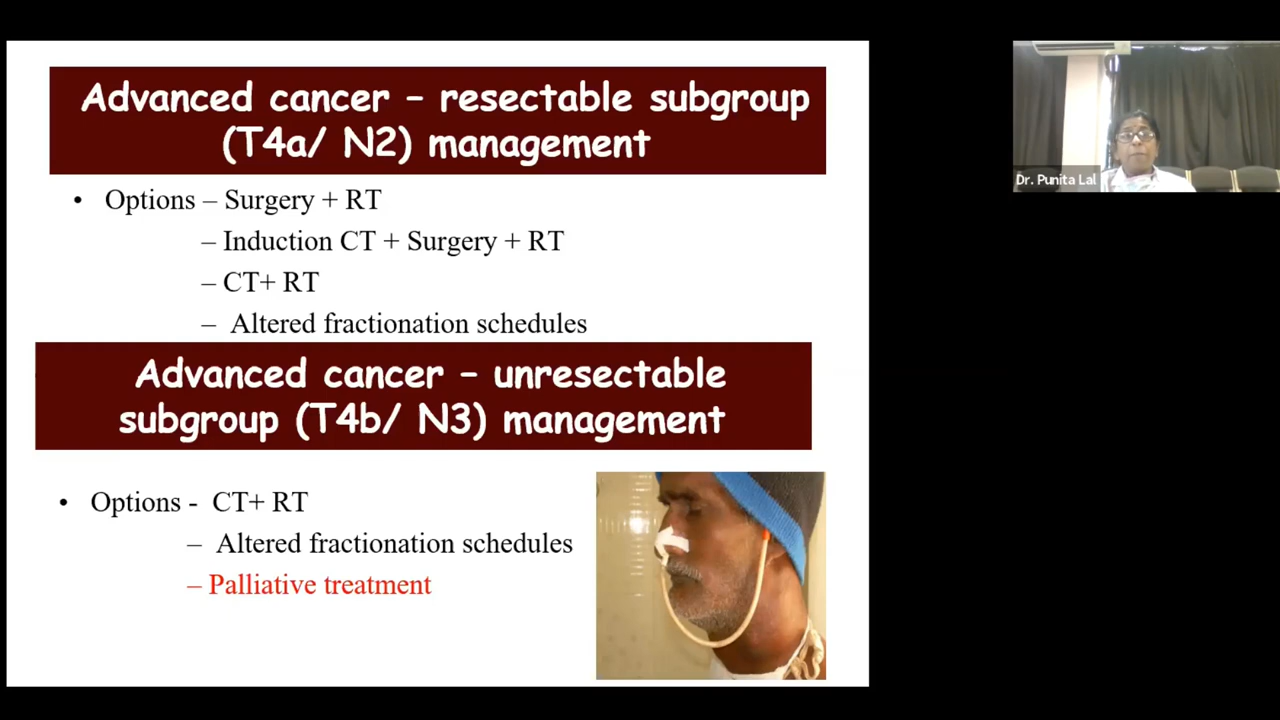 Advanced cancer – resectable subgroup
(T4a/ N2) management
• Options – Surgery + RT
– Induction CT + Surgery + RT
– CT+ RT
– Altered fractionation schedules
Advanced cancer – unresectable
subgroup (T4b/ N3) management
• Options - CT+ RT
– Altered fractionation schedules
– Palliative treatment
Dr. Punita Lal